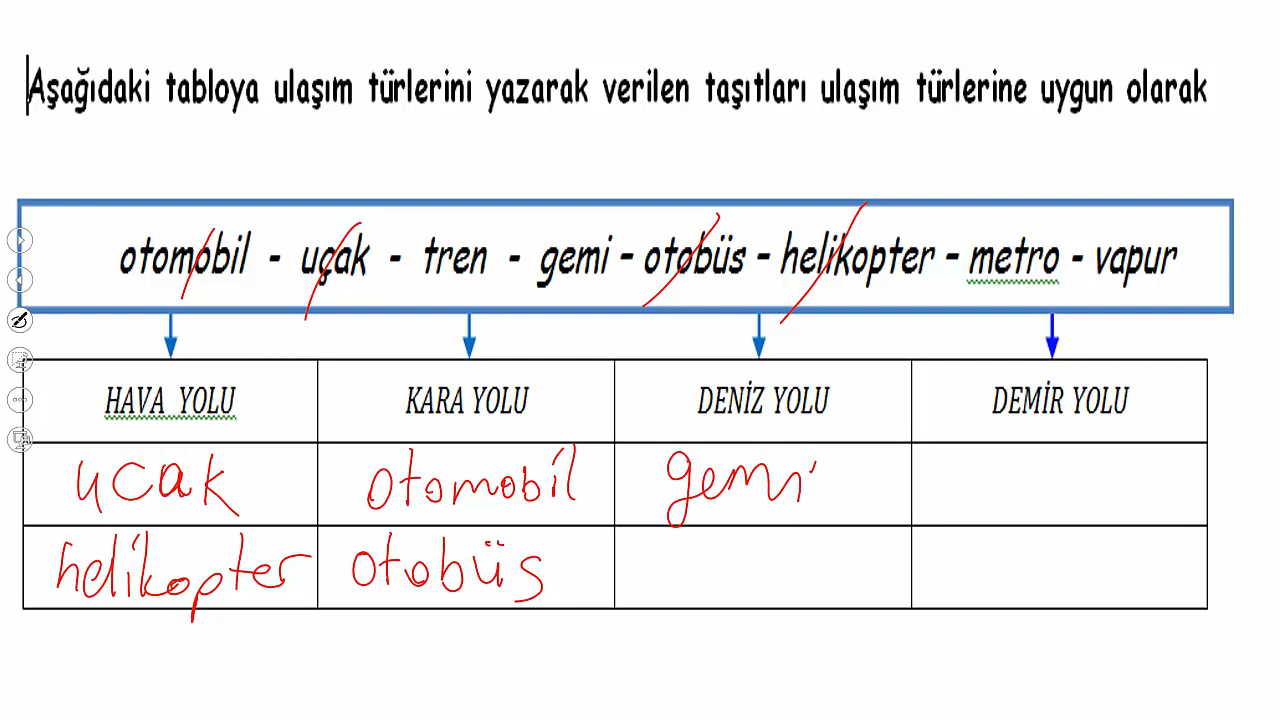 Aşağıdaki tabloya ulaşım türlerini yazarak verilen taşıtları ulaşım türlerine uygun olarak
otomobil - uçak - tren - gemi – otobüs – helikopter – metro - vapur
HAVA YOLU KARA YOLU DENİZ YOLU DEMİR YOLU
ucak otomobil gemi
helikopter otobüs